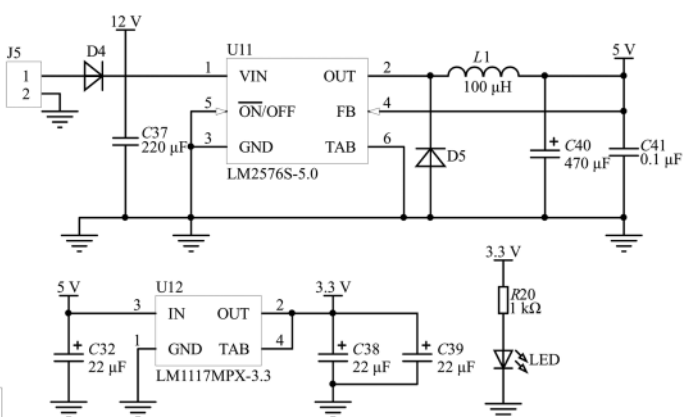 12 V
J5
D4
U11
5 V
1
2
1
VIN
OUT
2
L1
100 μH
5
ON/OFF
FB
4
C37
220 μF
3
GND
TAB
6
D5
C40
470 μF
C41
0.1 μF
LM2576S-5.0
5 V
U12
3.3 V
3.3 V
3
IN
OUT
2
R20
1 kΩ
C32
22 μF
1
GND
TAB
4
C38
22 μF
C39
22 μF
LED
LM1117MPX-3.3